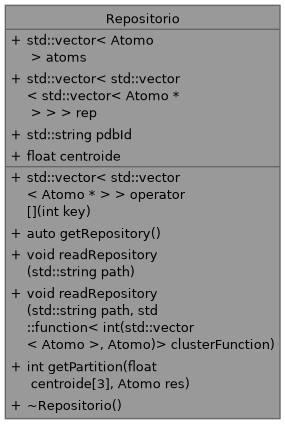 Repositorio
+ std::vector< Atomo
 > atoms
+ std::vector< std::vector
< std::vector< Atomo *
 > > > rep
+ std::string pdbId
+ float centroide
+ std::vector< std::vector
< Atomo * > > operator
[](int key)
+ auto getRepository()
+ void readRepository
(std::string path)
+ void readRepository
(std::string path, std
::function< int(std::vector
< Atomo >, Atomo)> clusterFunction)
+ int getPartition(float
 centroide[3], Atomo res)
+ ~Repositorio()